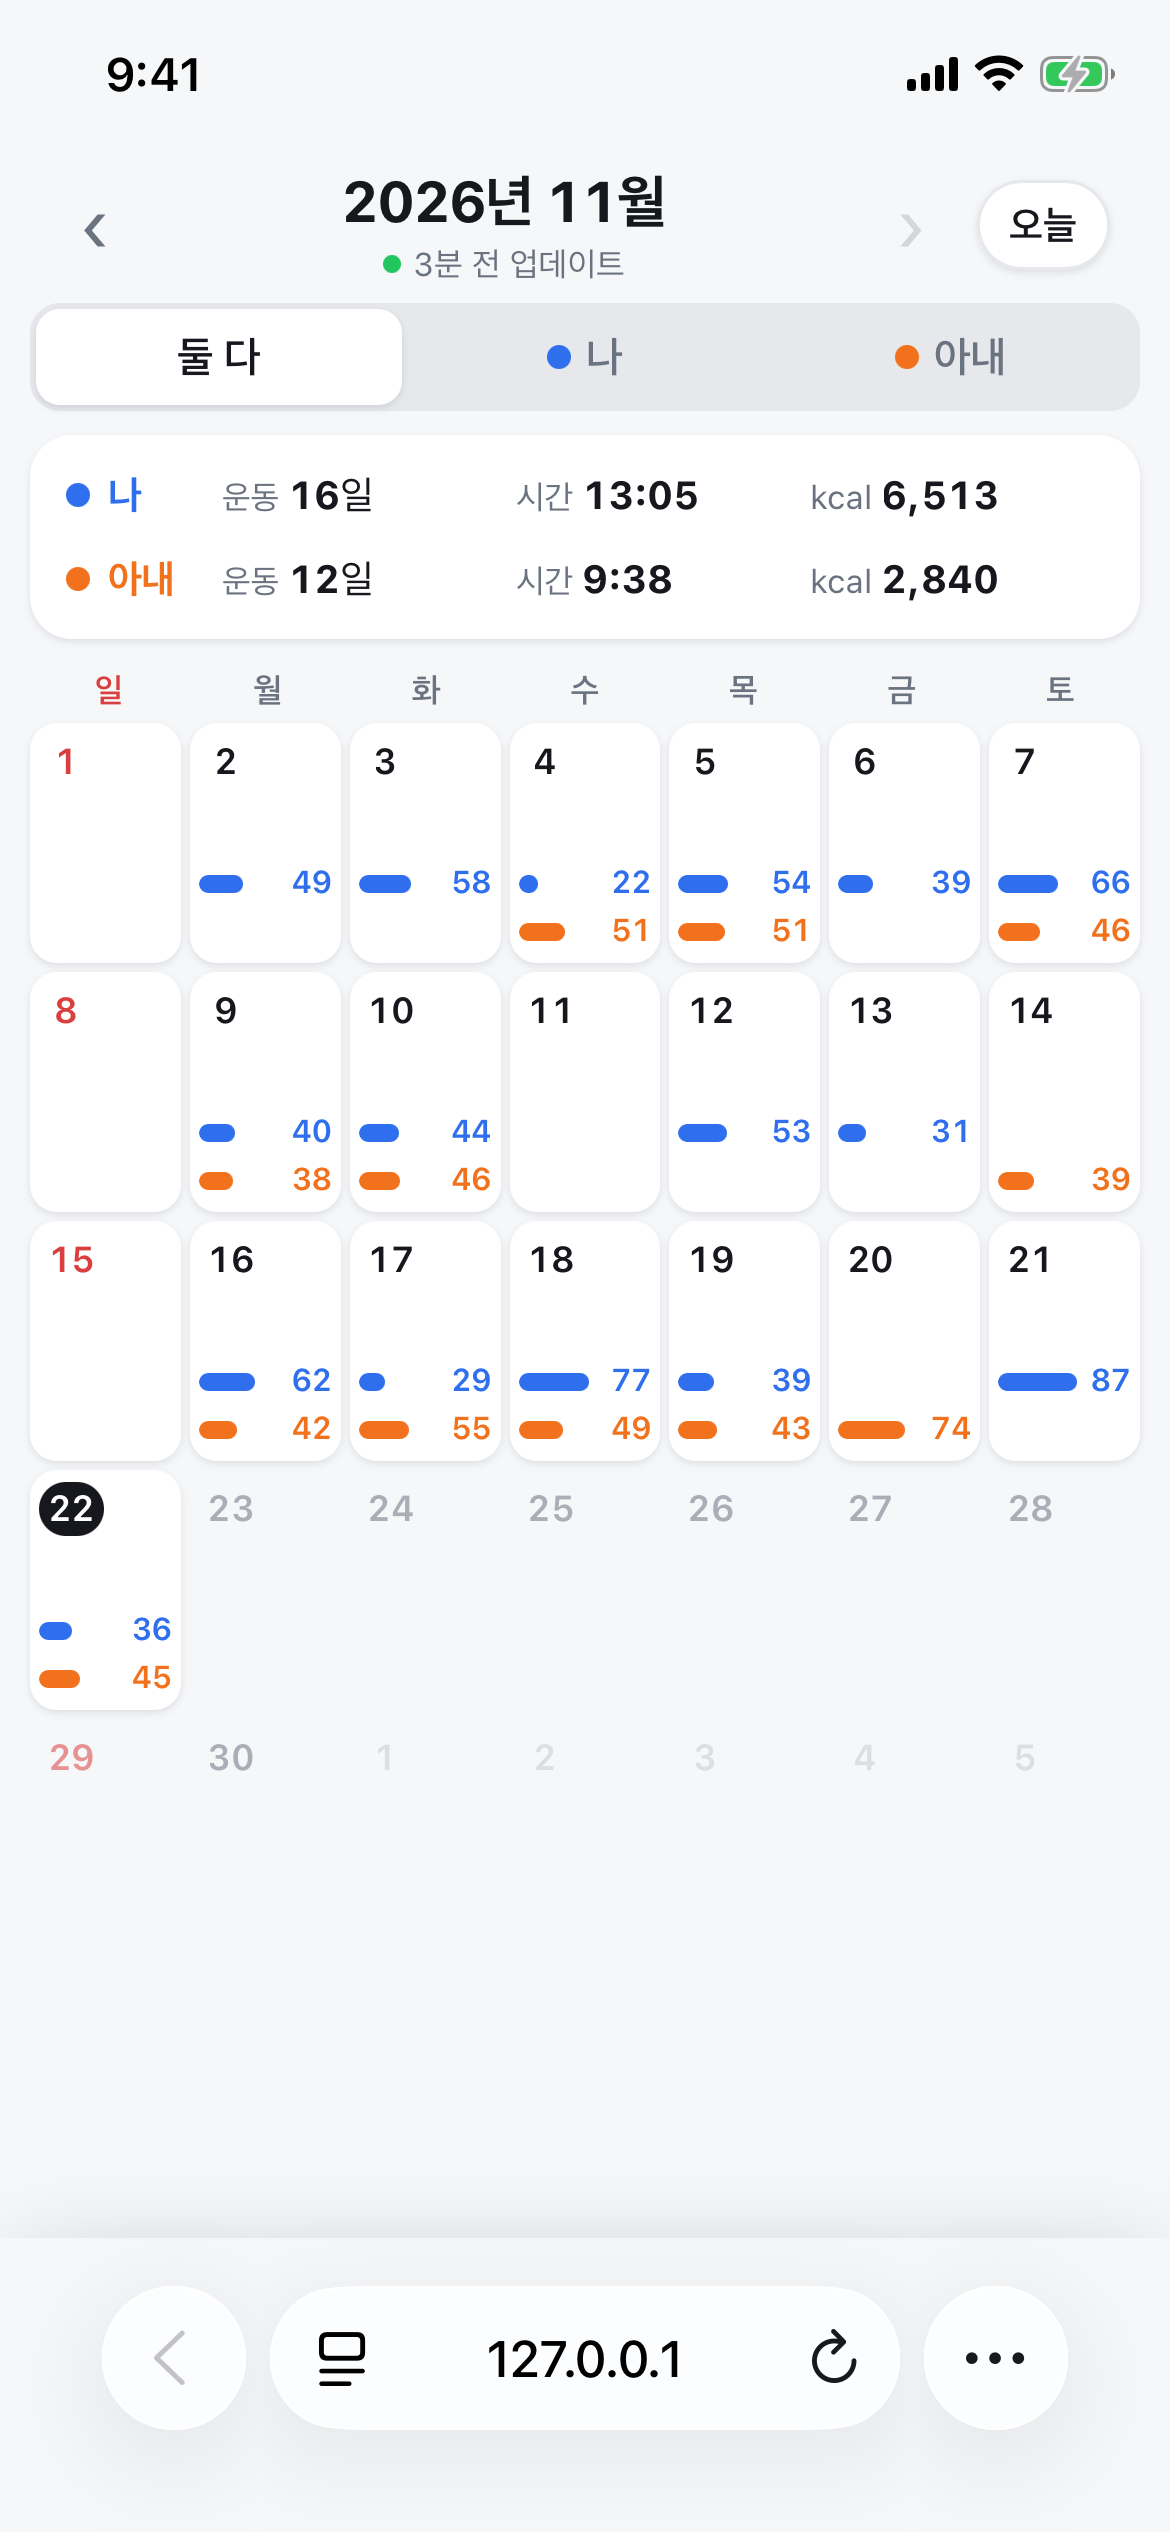 9:41
‹ 2026년 11월 › 오늘
3분 전 업데이트
둘 다 나 아내
나 운동 16일 시간 13:05 kcal 6,513
아내 운동 12일 시간 9:38 kcal 2,840
일 월 화 수 목 금 토
1 2 3 4 5 6 7
49 58 22 54 39 66
51 51 46
8 9 10 11 12 13 14
40 44 53 31
38 46 39
15 16 17 18 19 20 21
62 29 77 39 87
42 55 49 43 74
22 23 24 25 26 27 28
36
45
29 30 1 2 3 4 5
127.0.0.1